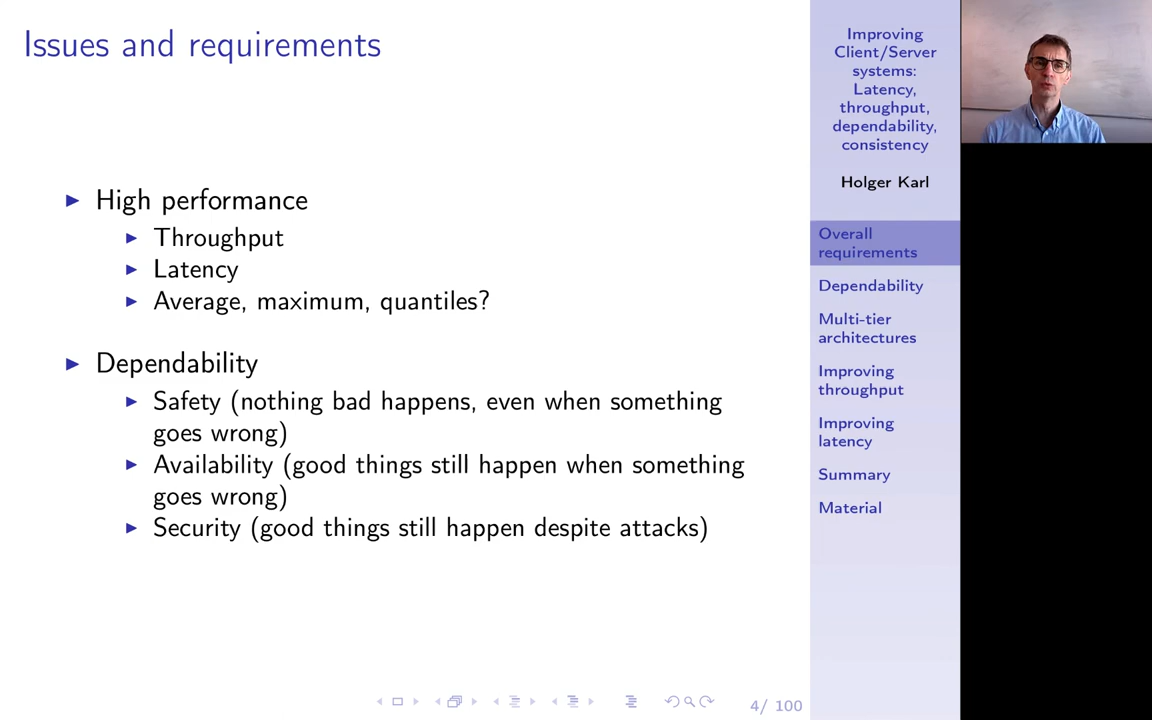 Issues and requirements
High performance
Throughput
Latency
Average, maximum, quantiles?
Dependability
Safety (nothing bad happens, even when something
goes wrong)
Availability (good things still happen when something
goes wrong)
Security (good things still happen despite attacks)
4/ 100
Improving
Client/Server
systems:
Latency,
throughput,
dependability,
consistency
Holger Karl
Overall
requirements
Dependability
Multi-tier
architectures
Improving
throughput
Improving
latency
Summary
Material